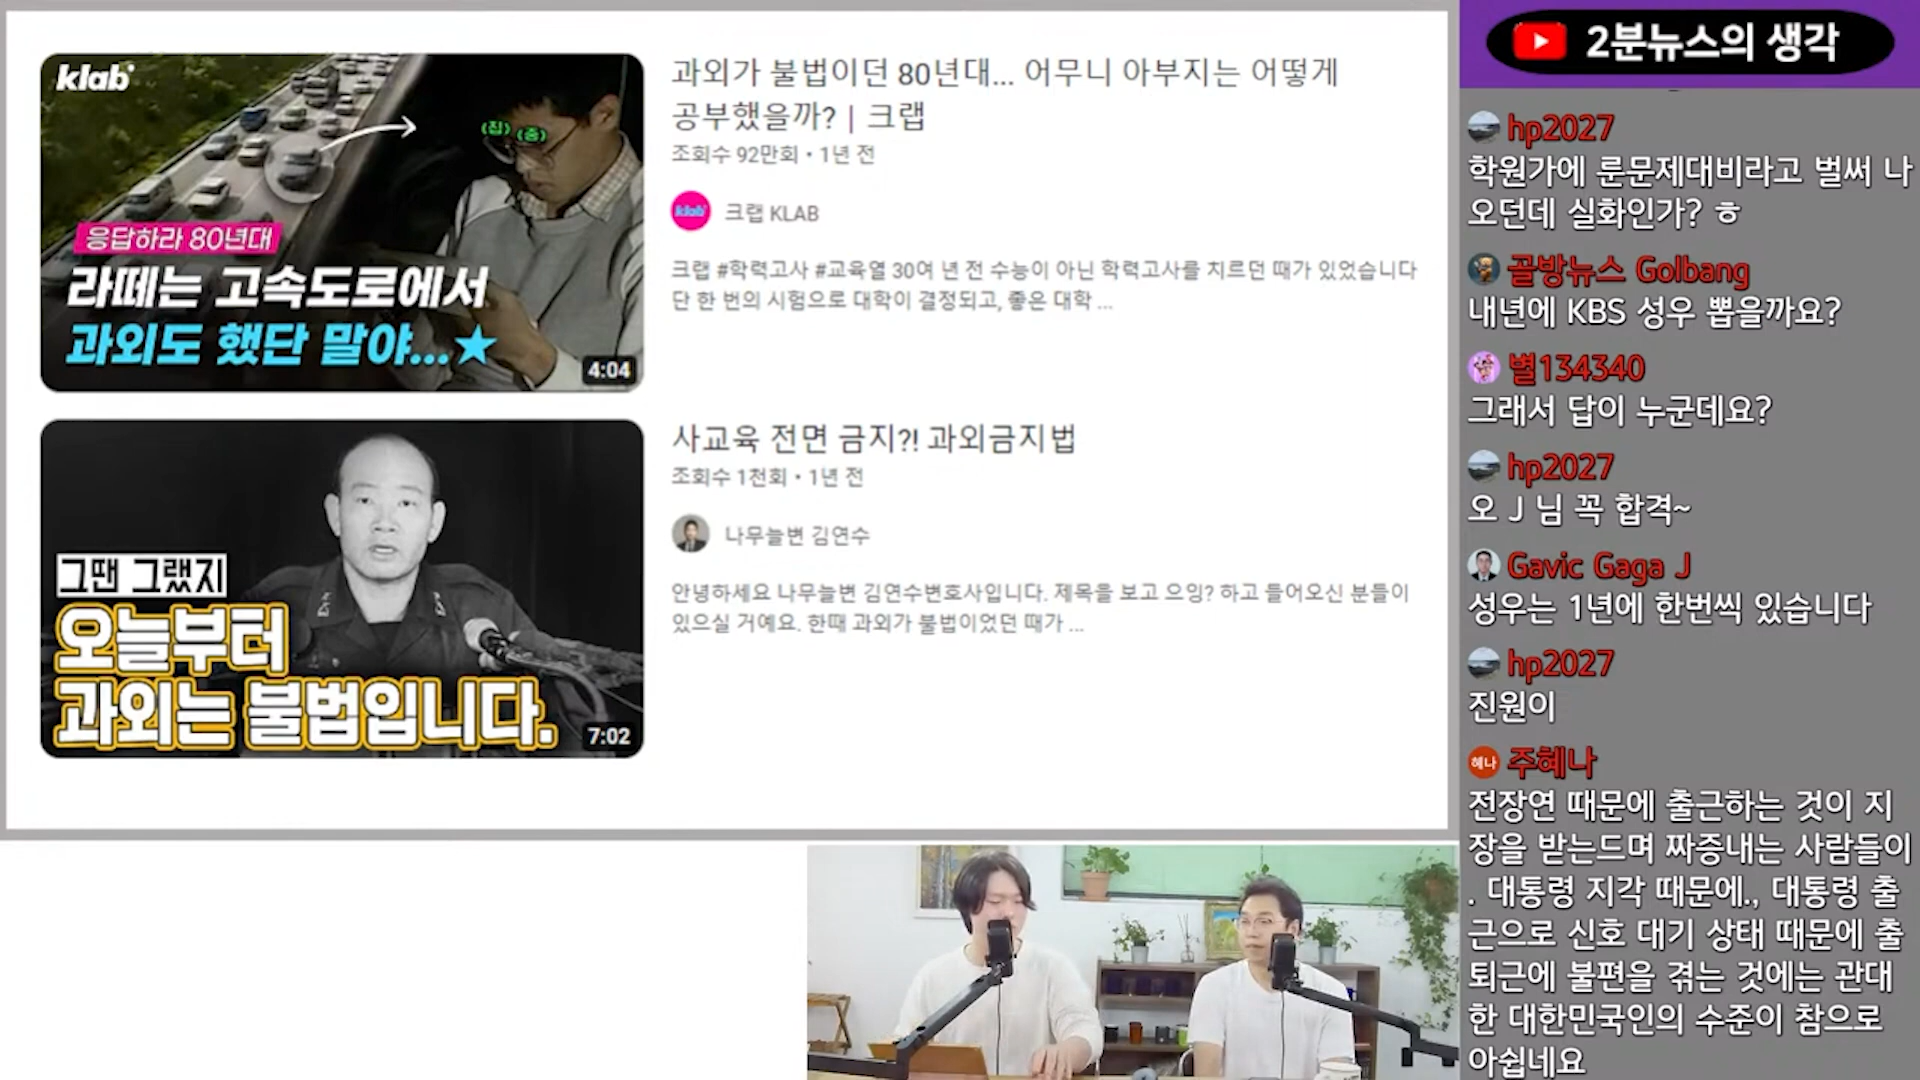 klab
(집) (중)
응답하라 80년대
라떼는 고속도로에서
과외도 했단 말야...★
4:04
과외가 불법이던 80년대... 어무니 아부지는 어떻게
공부했을까? | 크랩
조회수 92만회 • 1년 전
klab
크랩 KLAB
크랩 #학력고사 #교육열 30여 년 전 수능이 아닌 학력고사를 치르던 때가 있었습니다
단 한 번의 시험으로 대학이 결정되고, 좋은 대학 ...
그땐 그랬지
오늘부터
과외는 불법입니다.
7:02
사교육 전면 금지?! 과외금지법
조회수 1천회 • 1년 전
나무늘변 김연수
안녕하세요 나무늘변 김연수변호사입니다. 제목을 보고 으잉? 하고 들어오신 분들이
있으실 거예요. 한때 과외가 불법이었던 때가 ...
2분뉴스의 생각
hp2027
학원가에 룬문제대비라고 벌써 나
오던데 실화인가? ㅎ
골방뉴스 Golbang
내년에 KBS 성우 뽑을까요?
별134340
그래서 답이 누군데요?
hp2027
오 J 님 꼭 합격~
Gavic Gaga J
성우는 1년에 한번씩 있습니다
hp2027
진원이
혜나 주혜나
전장연 때문에 출근하는 것이 지
장을 받는드며 짜증내는 사람들이
. 대통령 지각 때문에., 대통령 출
근으로 신호 대기 상태 때문에 출
퇴근에 불편을 겪는 것에는 관대
한 대한민국인의 수준이 참으로
아쉽네요